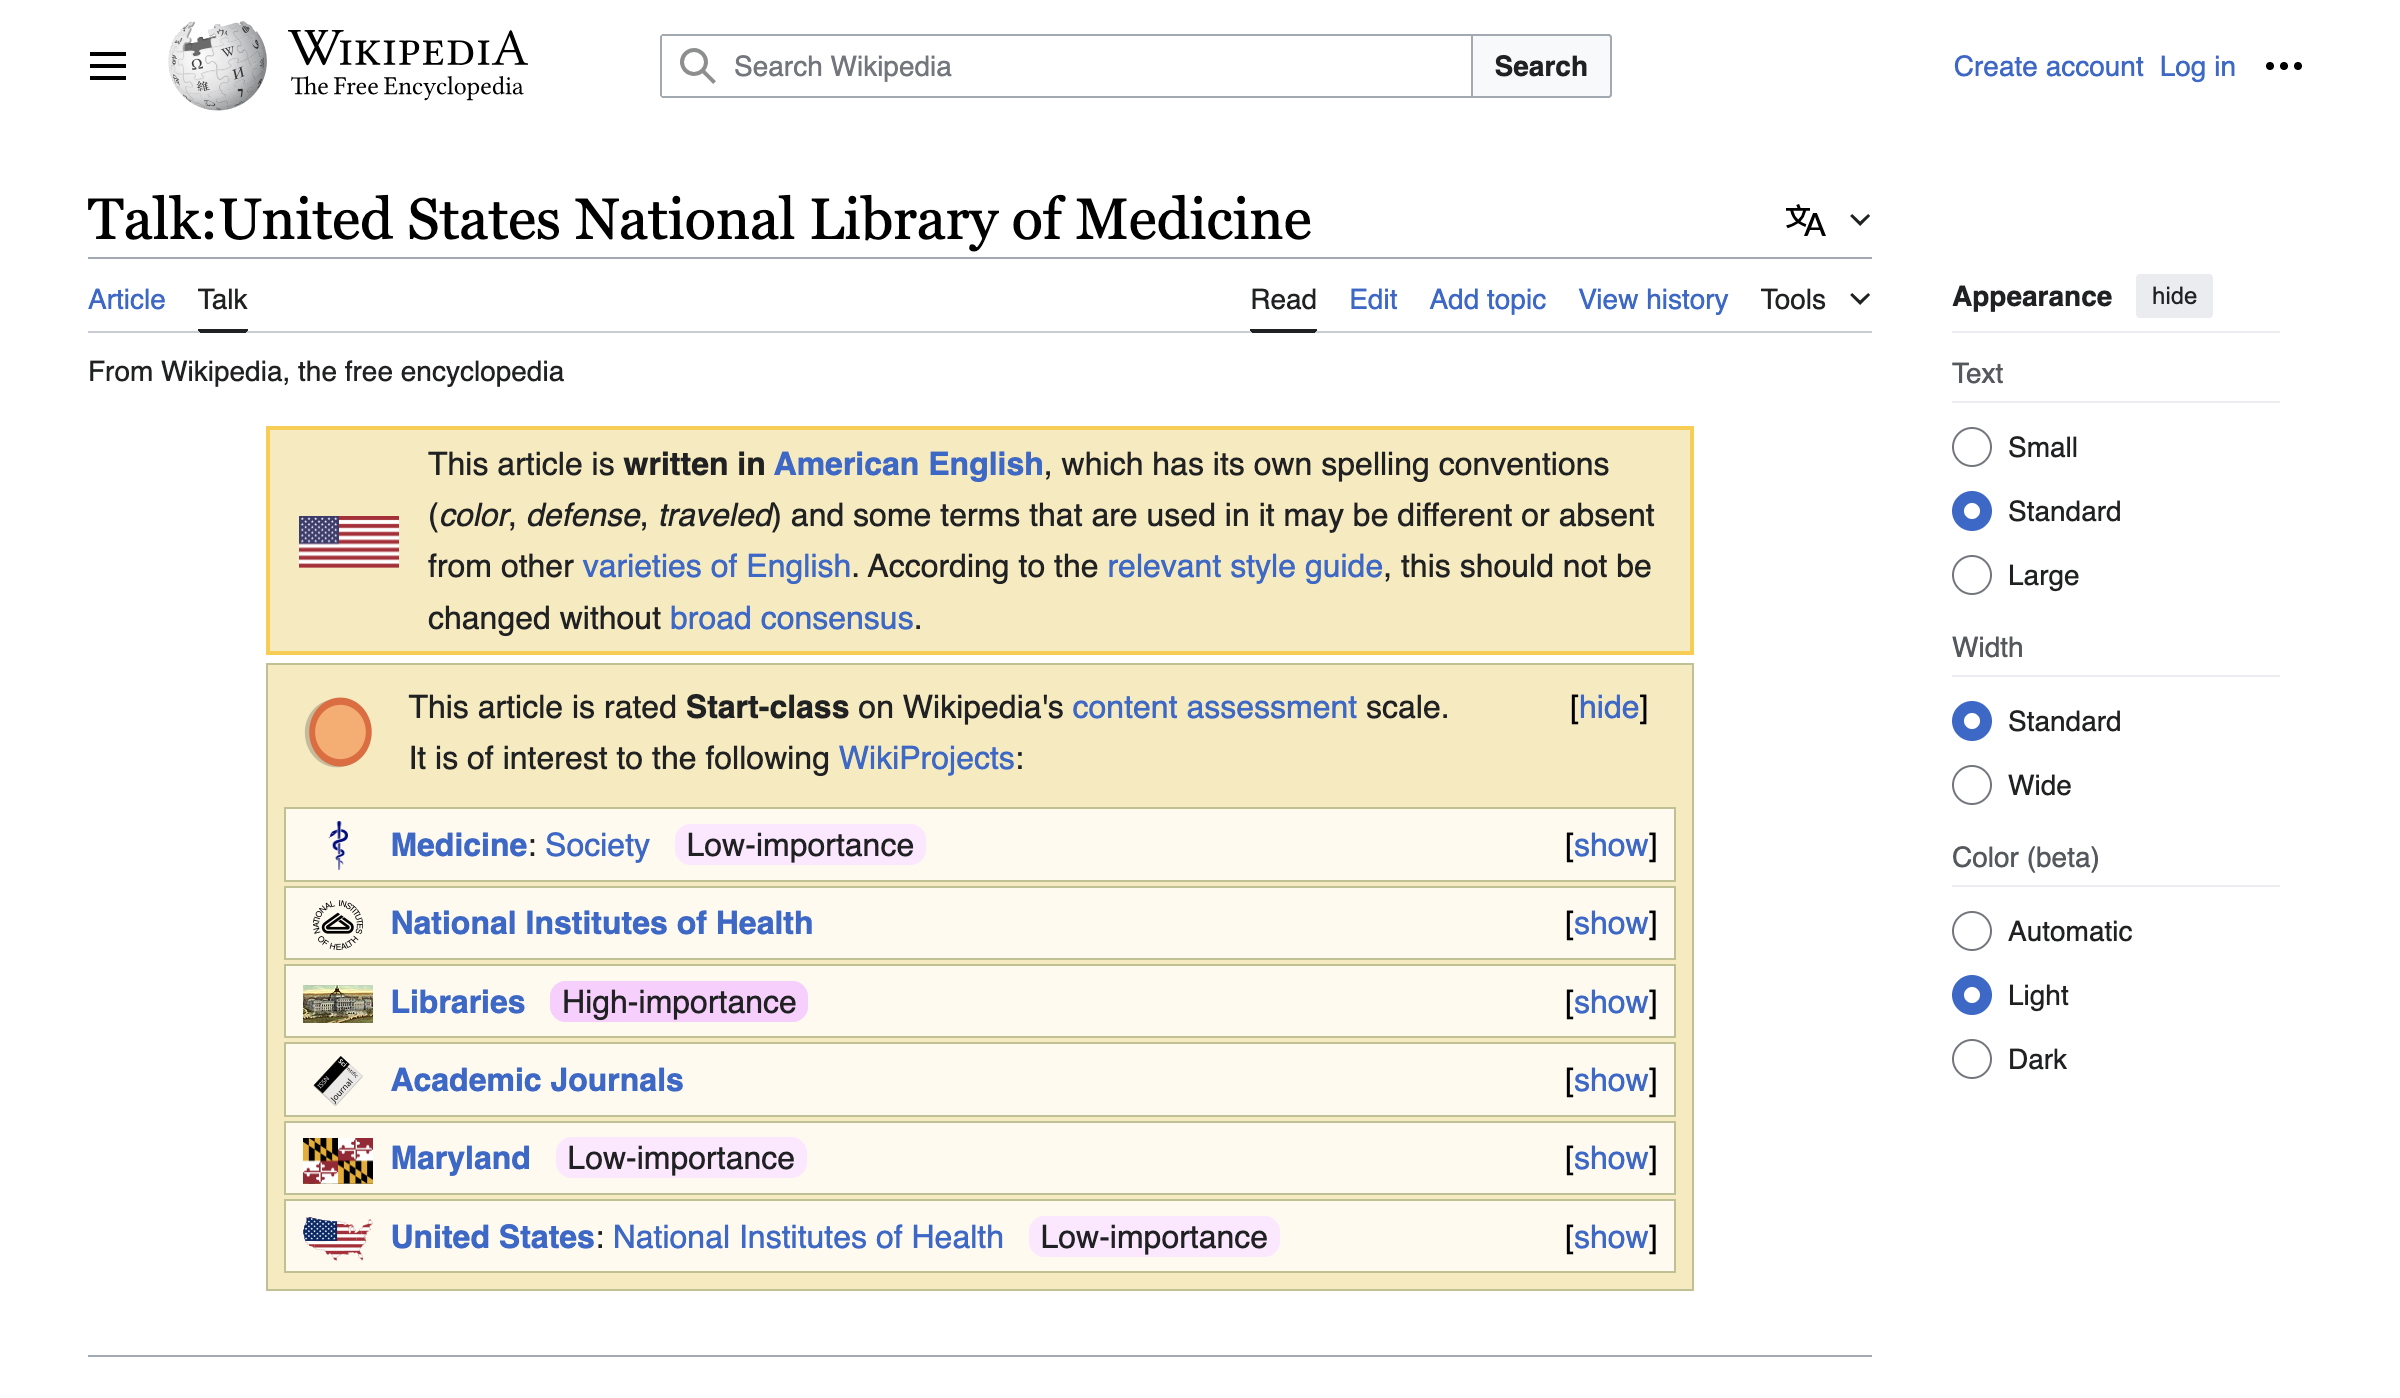 WIKIPEDIA
The Free Encyclopedia
Search Wikipedia
Search
Create account Log in
Talk:United States National Library of Medicine
Article Talk
Read Edit Add topic View history Tools
From Wikipedia, the free encyclopedia
This article is written in American English, which has its own spelling conventions
(color, defense, traveled) and some terms that are used in it may be different or absent
from other varieties of English. According to the relevant style guide, this should not be
changed without broad consensus.
This article is rated Start-class on Wikipedia's content assessment scale. [hide]
It is of interest to the following WikiProjects:
Medicine: Society Low-importance [show]
NATIONAL INSTITUTES OF HEALTH
National Institutes of Health [show]
Libraries High-importance [show]
Academic Journals [show]
Maryland Low-importance [show]
United States: National Institutes of Health Low-importance [show]
Appearance hide
Text
Small
Standard
Large
Width
Standard
Wide
Color (beta)
Automatic
Light
Dark